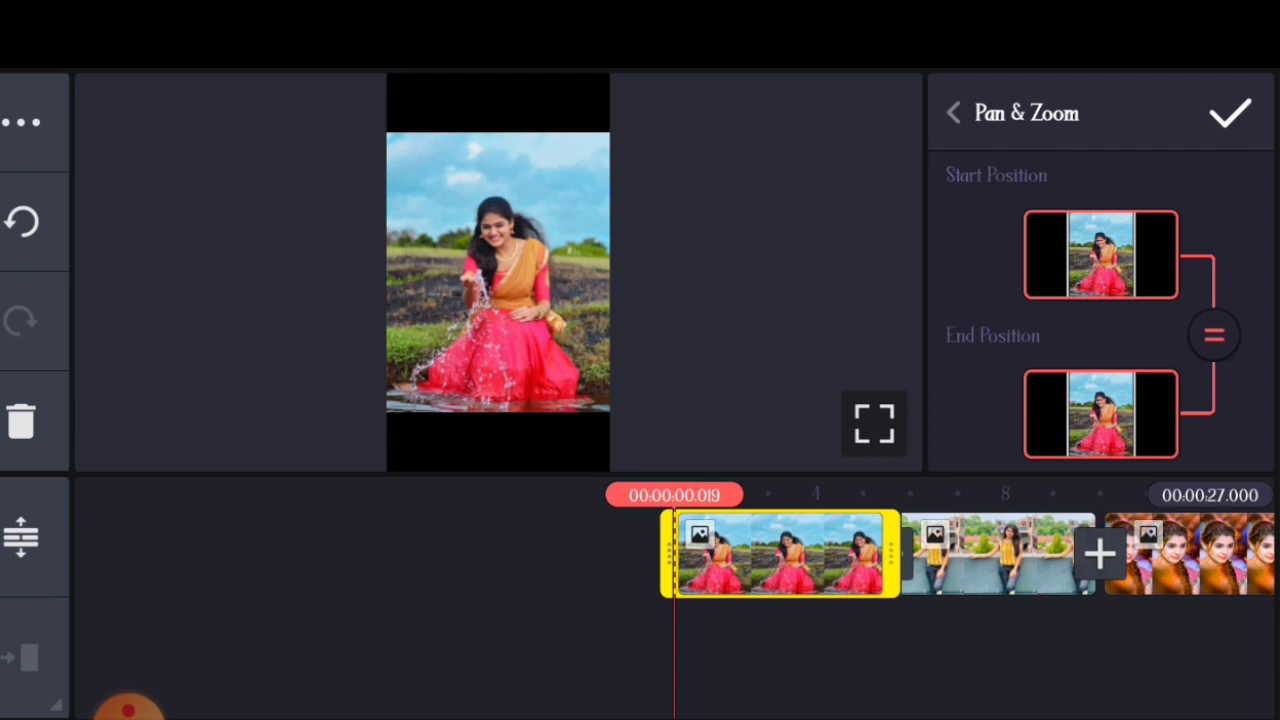 Pan & Zoom
Start Position
End Position
00:00:00.019
4
8
00:00:27.000